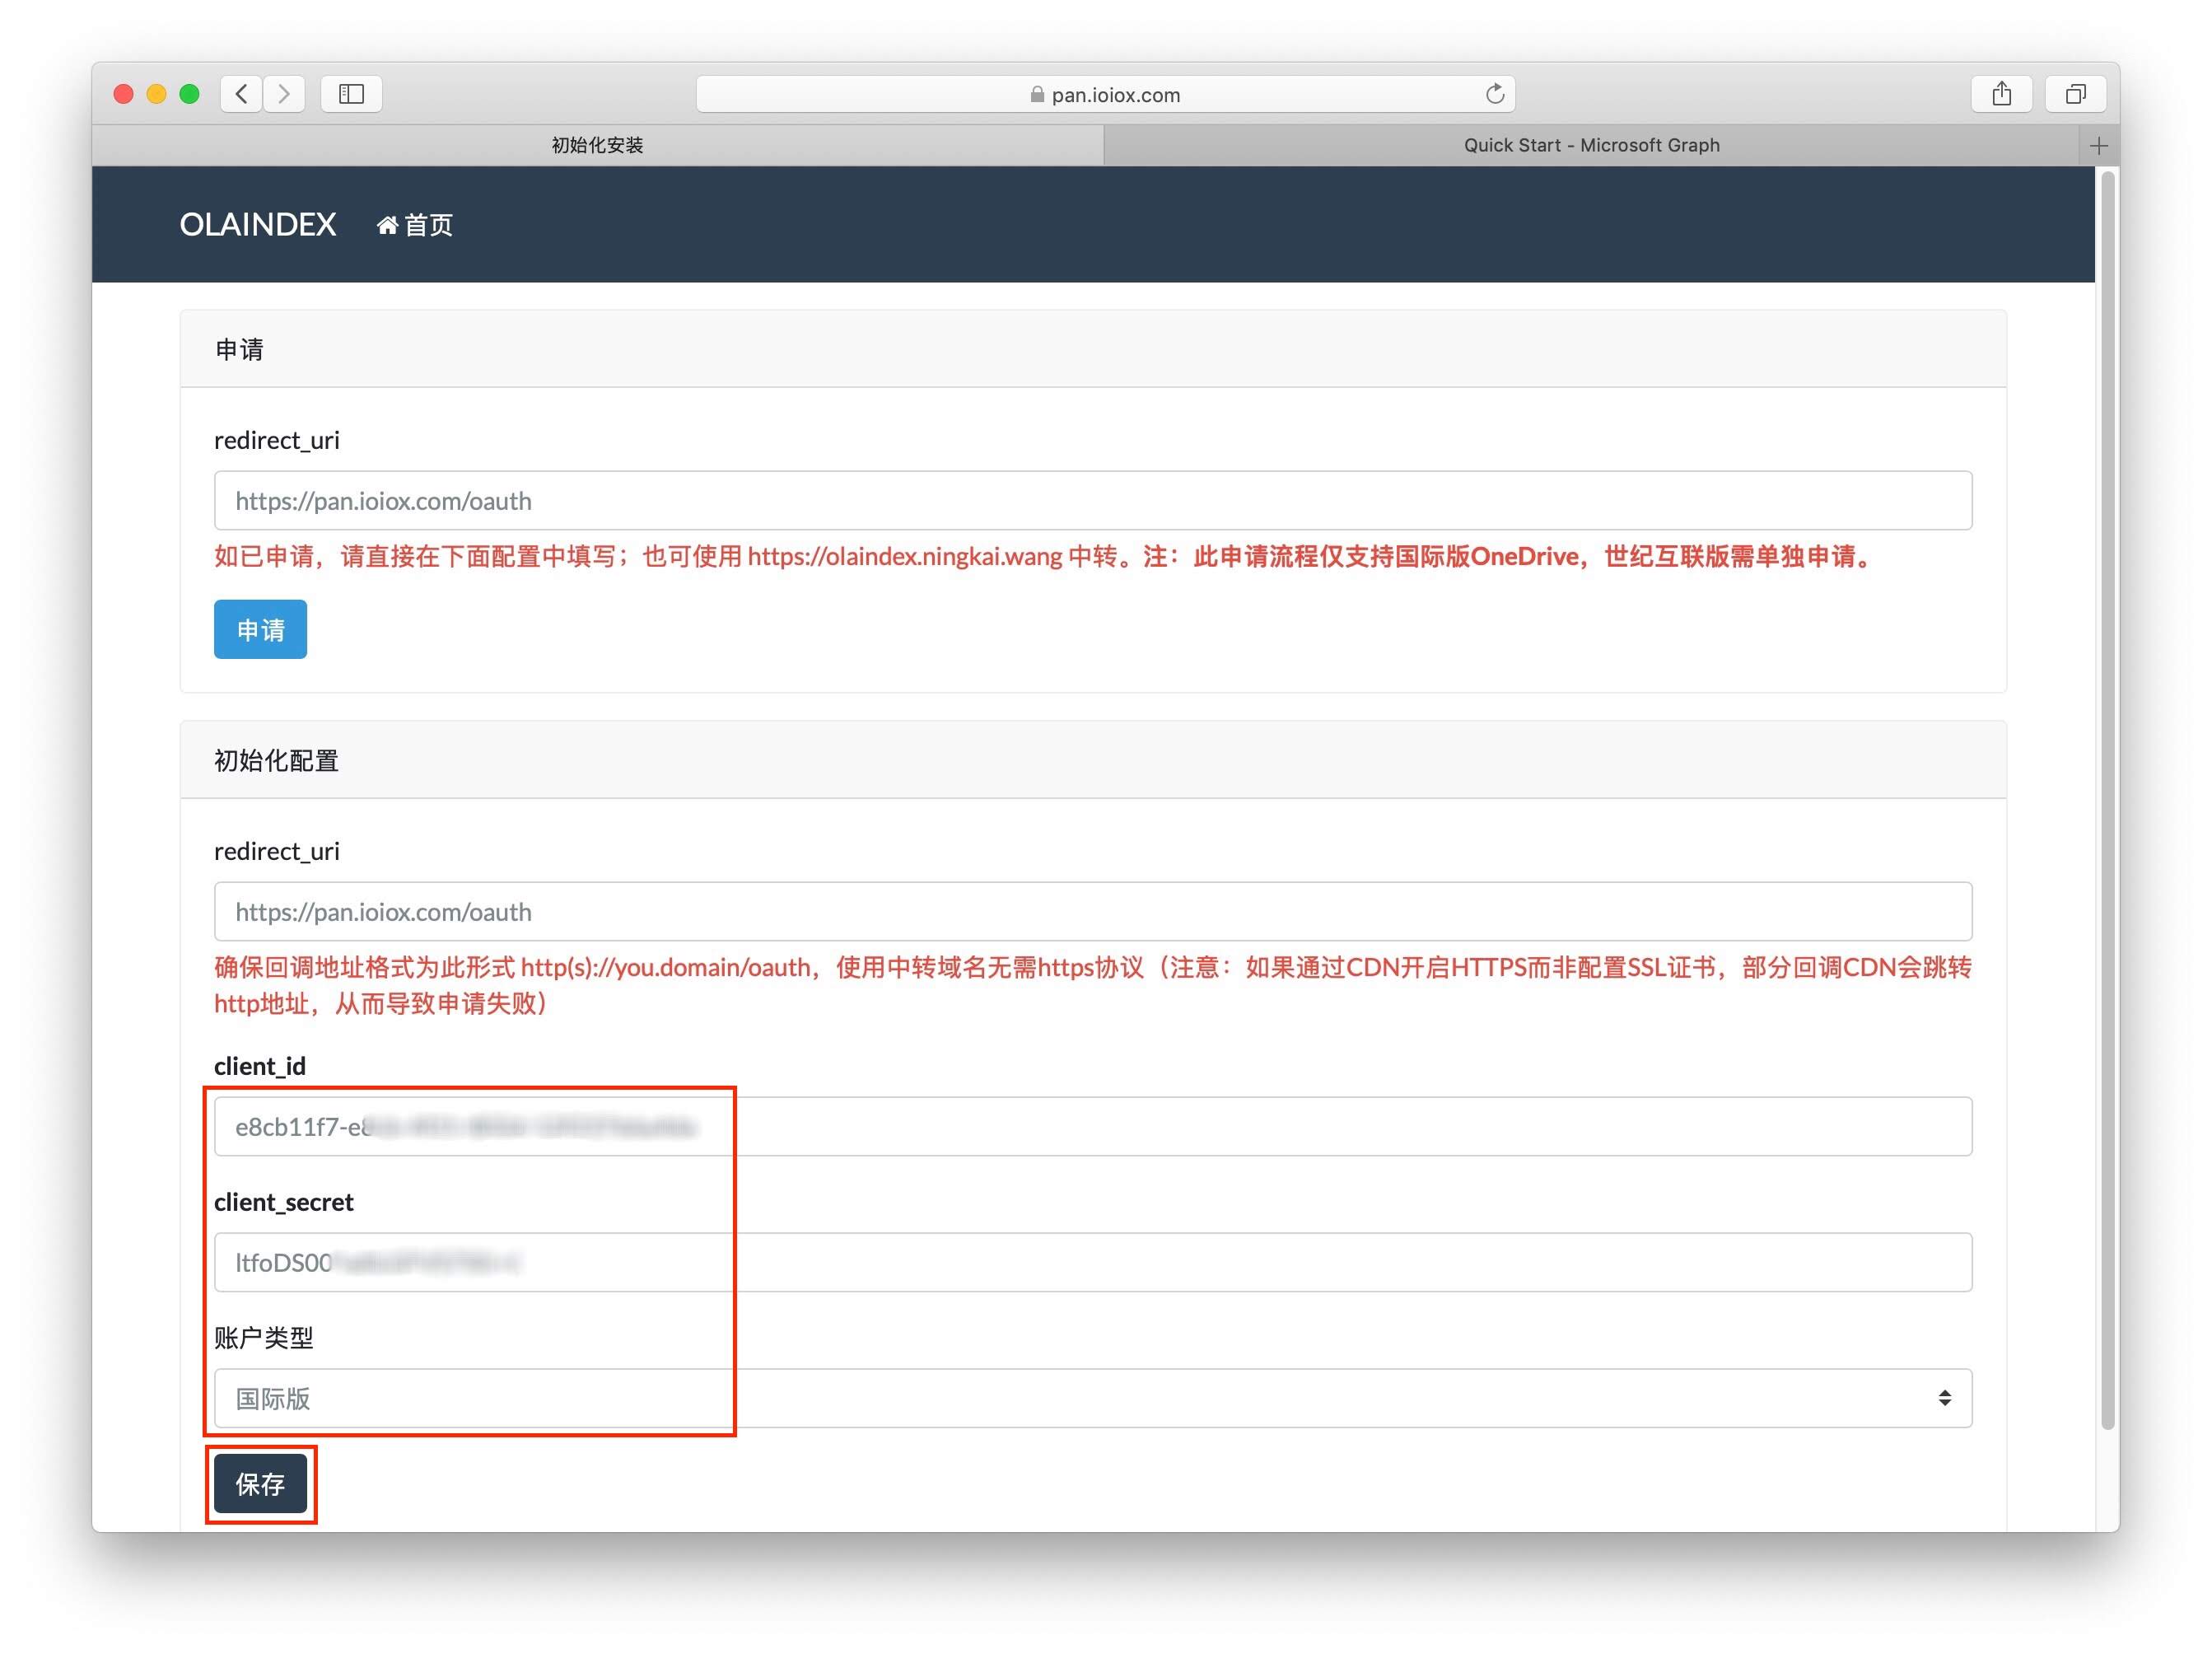 pan.ioiox.com
初始化安装
Quick Start - Microsoft Graph
OLAINDEX 首页
申请
redirect_uri
https://pan.ioiox.com/oauth
如已申请，请直接在下面配置中填写；也可使用 https://olaindex.ningkai.wang 中转。注：此申请流程仅支持国际版OneDrive，世纪互联版需单独申请。
申请
初始化配置
redirect_uri
https://pan.ioiox.com/oauth
确保回调地址格式为此形式 http(s)://you.domain/oauth，使用中转域名无需https协议（注意：如果通过CDN开启HTTPS而非配置SSL证书，部分回调CDN会跳转
http地址，从而导致申请失败）
client_id
e8cb11f7-e8
client_secret
ltfoDS00
账户类型
国际版
保存